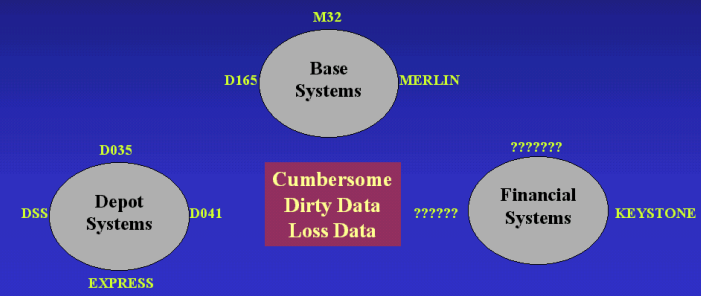 M32
Base
Systems
D165
MERLIN
D035
Depot
Systems
DSS
D041
EXPRESS
Cumbersome
Dirty Data
Loss Data
???????
Financial
Systems
??????
KEYSTONE